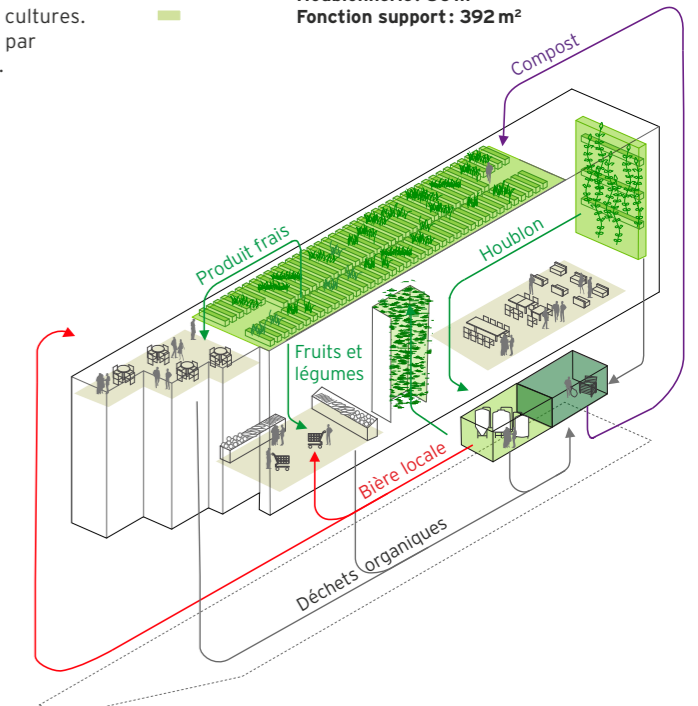 cultures.
par
.
Fonction support : 392 m²
Compost
Produit frais
Houblon
Fruits et
légumes
Bière locale
Déchets organiques